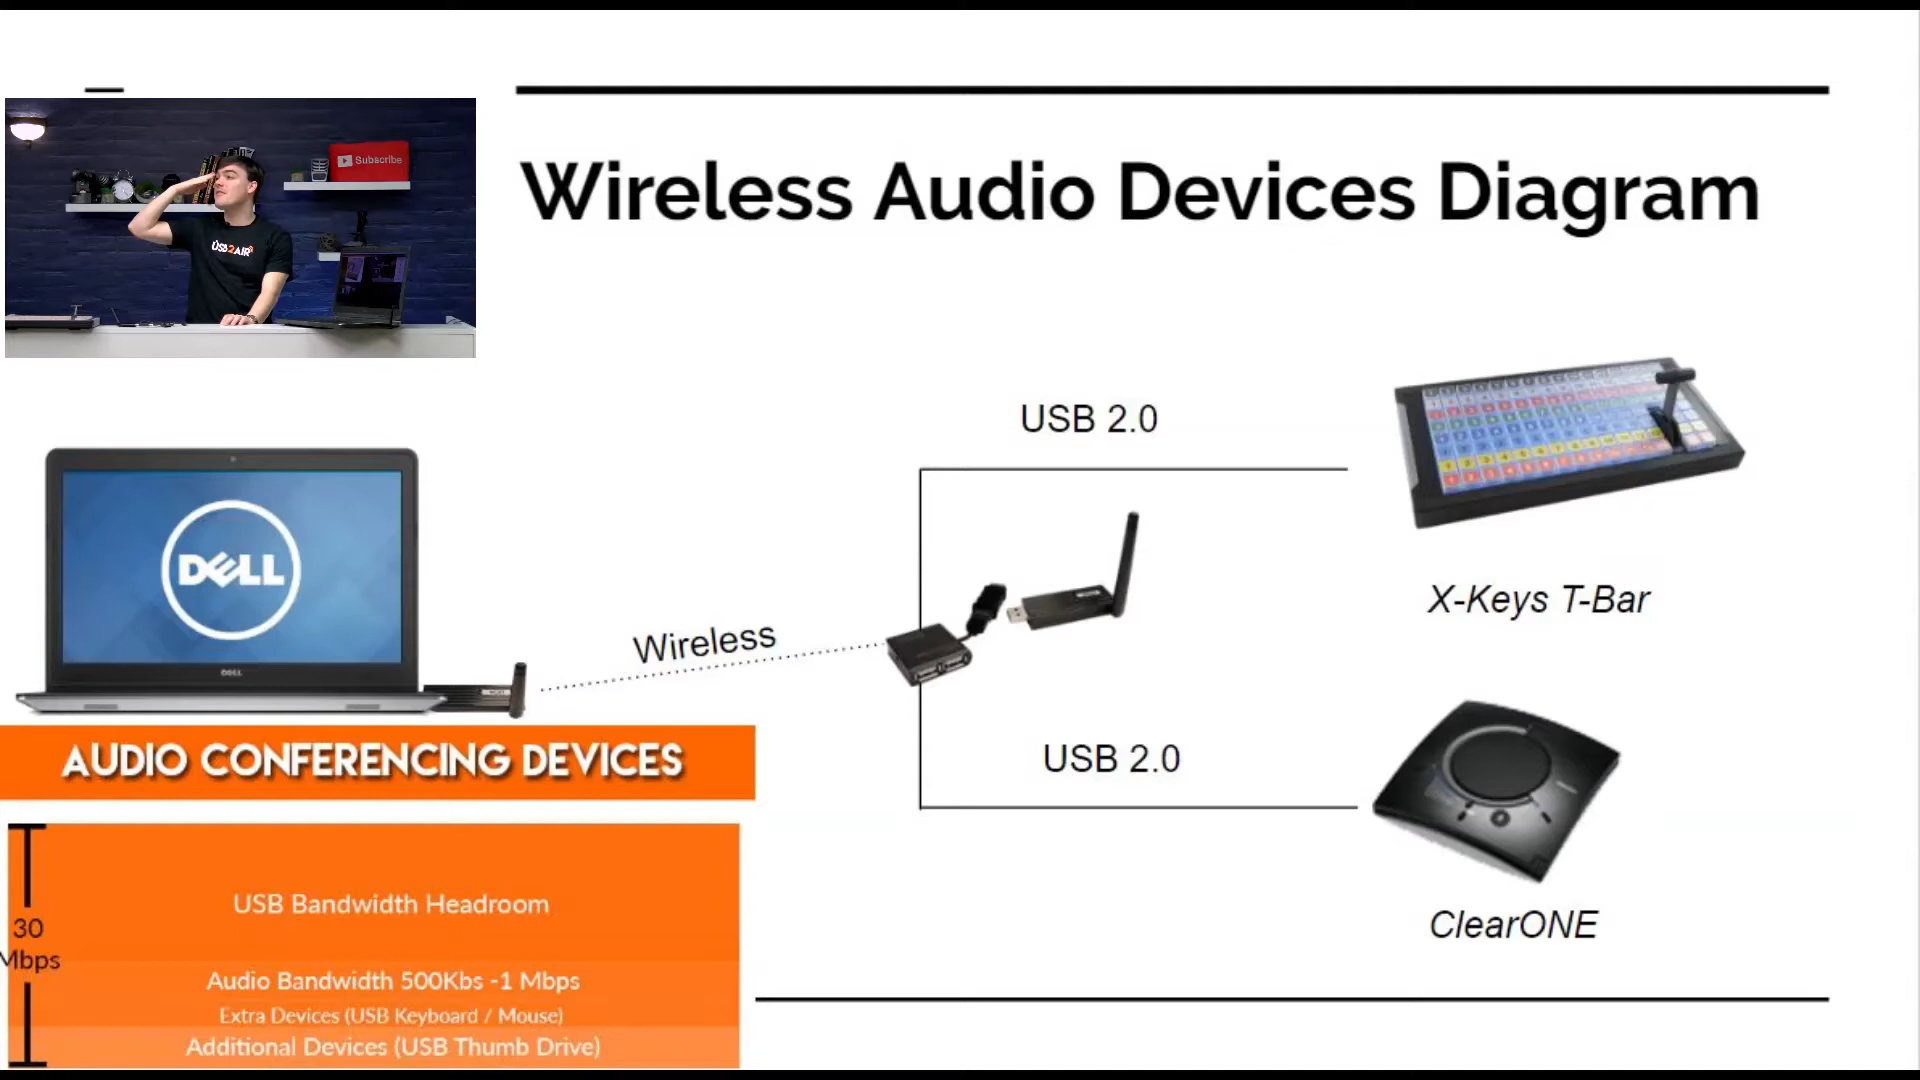 Wireless Audio Devices Diagram
Subscribe
USB2AIR
USB 2.0
X-Keys T-Bar
DELL
DELL
Wireless
USB 2.0
ClearONE
AUDIO CONFERENCING DEVICES
30
Mbps
USB Bandwidth Headroom
Audio Bandwidth 500Kbs -1 Mbps
Extra Devices (USB Keyboard / Mouse)
Additional Devices (USB Thumb Drive)